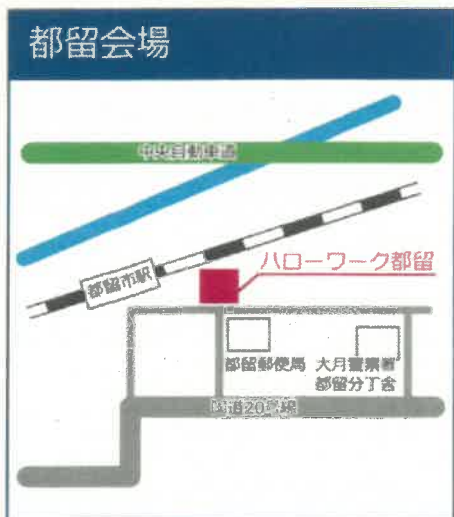 都留会場
中央自動車道
都留市駅
ハローワーク都留
都留郵便局
大月警察署
都留分丁舎
国道20号線